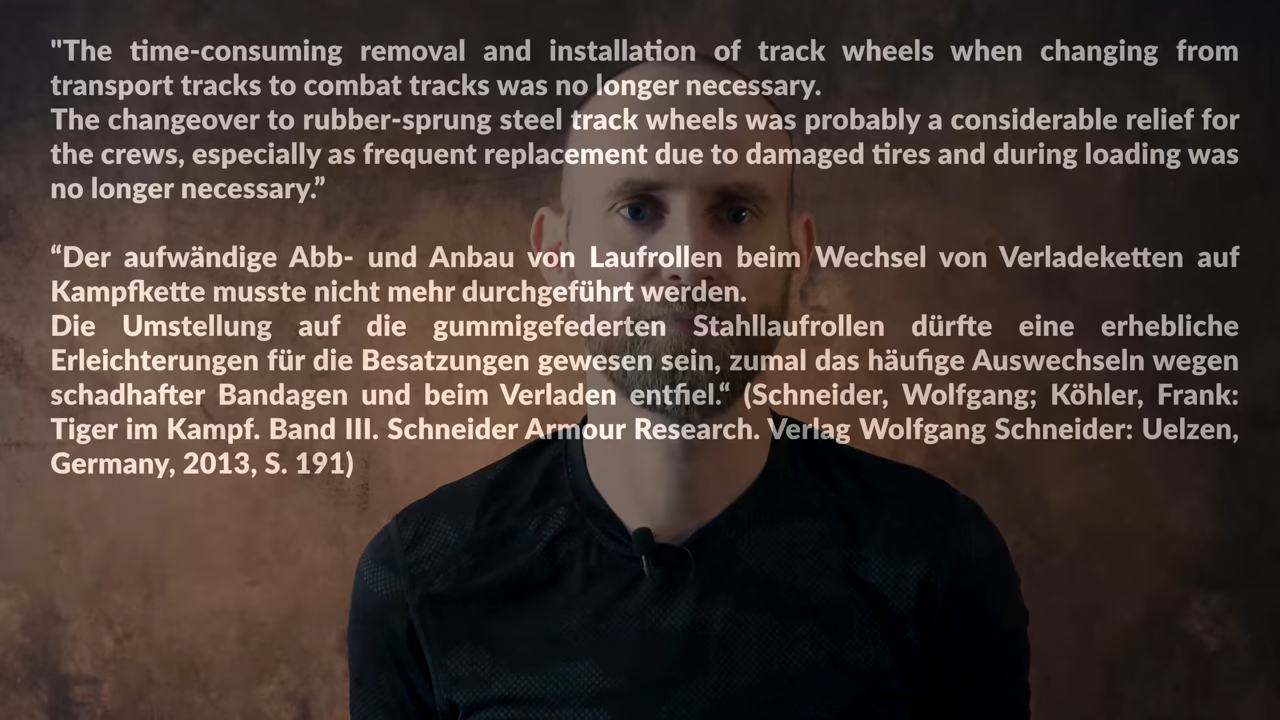 "The time-consuming removal and installation of track wheels when changing from
transport tracks to combat tracks was no longer necessary.
The changeover to rubber-sprung steel track wheels was probably a considerable relief for
the crews, especially as frequent replacement due to damaged tires and during loading was
no longer necessary.”
“Der aufwändige Abb- und Anbau von Laufrollen beim Wechsel von Verladeketten auf
Kampfkette musste nicht mehr durchgeführt werden.
Die Umstellung auf die gummigefederten Stahllaufrollen dürfte eine erhebliche
Erleichterungen für die Besatzungen gewesen sein, zumal das häufige Auswechseln wegen
schadhafter Bandagen und beim Verladen entfiel.“ (Schneider, Wolfgang; Köhler, Frank:
Tiger im Kampf. Band III. Schneider Armour Research. Verlag Wolfgang Schneider: Uelzen,
Germany, 2013, S. 191)